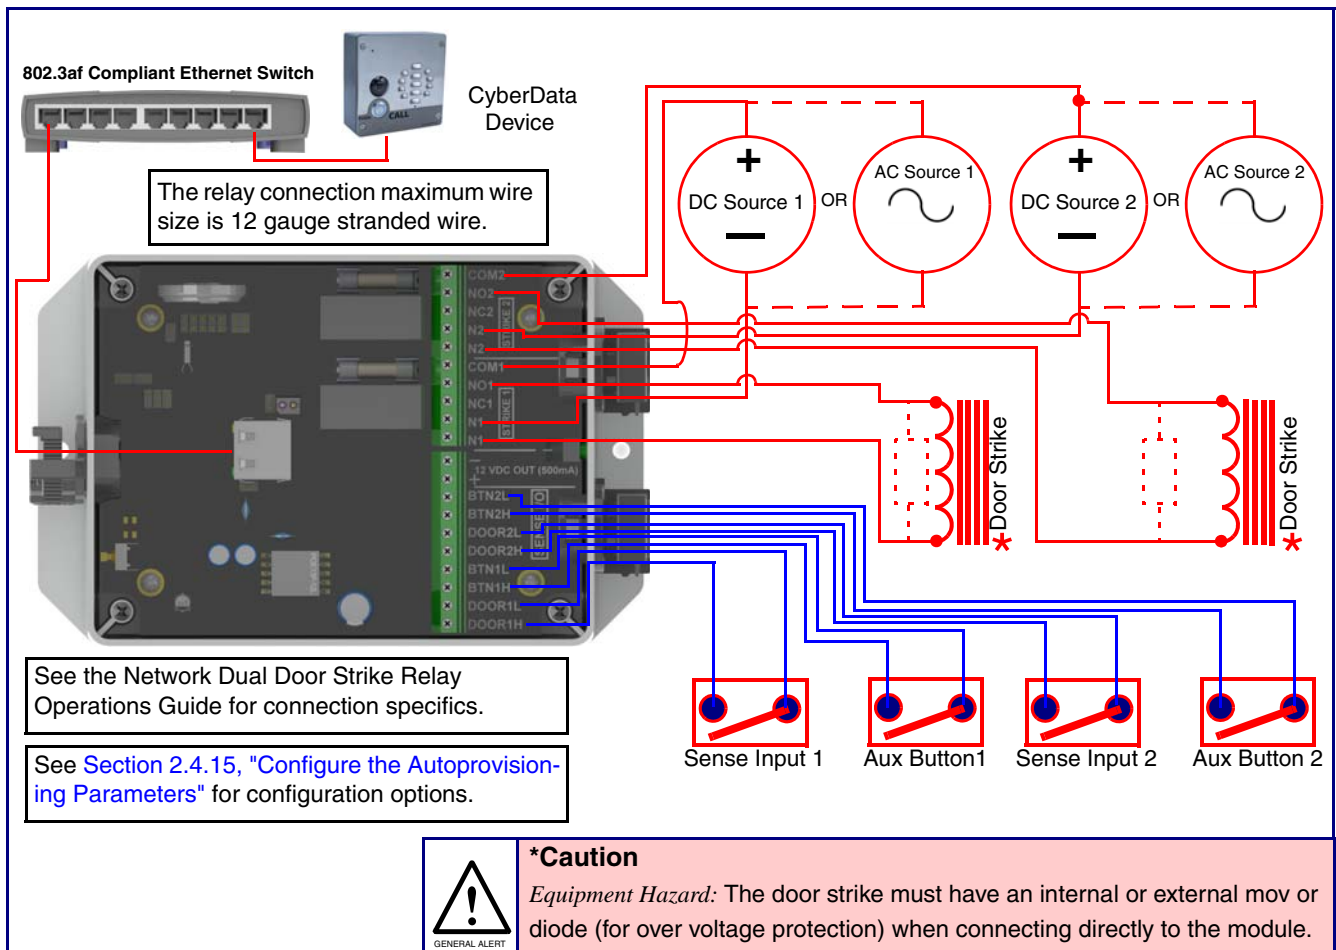 802.3af Compliant Ethernet Switch
CALL
CyberData
Device
The relay connection maximum wire
size is 12 gauge stranded wire.
+
DC Source 1
—
OR
AC Source 1
+
DC Source 2
—
OR
AC Source 2
COM2
NO2
NC2
N2
N2
STRIKE 2
COM1
NO1
NC1
N1
N1
STRIKE 1
−
12 VDC OUT (500mA)
+
BTN2L
BTN2H
DOOR2L
DOOR2H
BTN1L
BTN1H
DOOR1L
DOOR1H
*Door Strike
*Door Strike
Sense Input 1
Aux Button1
Sense Input 2
Aux Button 2
See the Network Dual Door Strike Relay
Operations Guide for connection specifics.
See Section 2.4.15, "Configure the Autoprovision-
ing Parameters" for configuration options.
GENERAL ALERT
*Caution
Equipment Hazard: The door strike must have an internal or external mov or
diode (for over voltage protection) when connecting directly to the module.